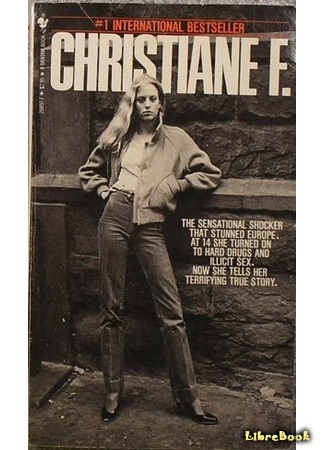 #1 INTERNATIONAL BESTSELLER
CHRISTIANE F.
THE SENSATIONAL SHOCKER
THAT STUNNED EUROPE.
AT 14 SHE TURNED ON
TO HARD DRUGS AND
ILLICIT SEX.
NOW SHE TELLS HER
TERRIFYING TRUE STORY.
LibreBook